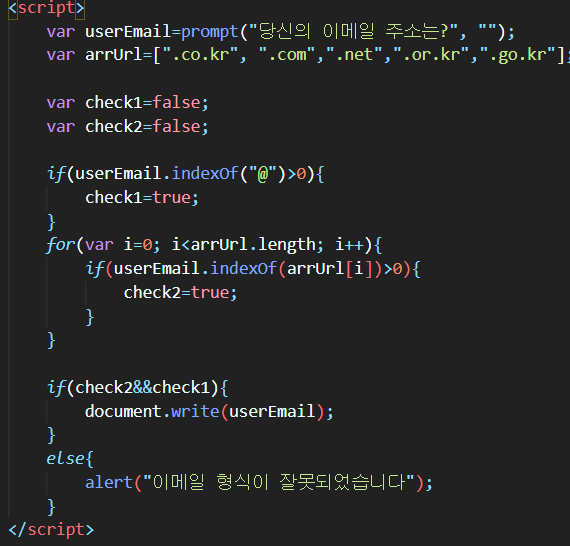 <script>
var userEmail=prompt("당신의 이메일 주소는?", "");
var arrUrl=[".co.kr", ".com",".net",".or.kr",".go.kr"];
var check1=false;
var check2=false;
if(userEmail.indexOf("@")>0){
check1=true;
}
for(var i=0; i<arrUrl.length; i++){
if(userEmail.indexOf(arrUrl[i])>0){
check2=true;
}
}
if(check2&&check1){
document.write(userEmail);
}
else{
alert("이메일 형식이 잘못되었습니다");
}
</script>